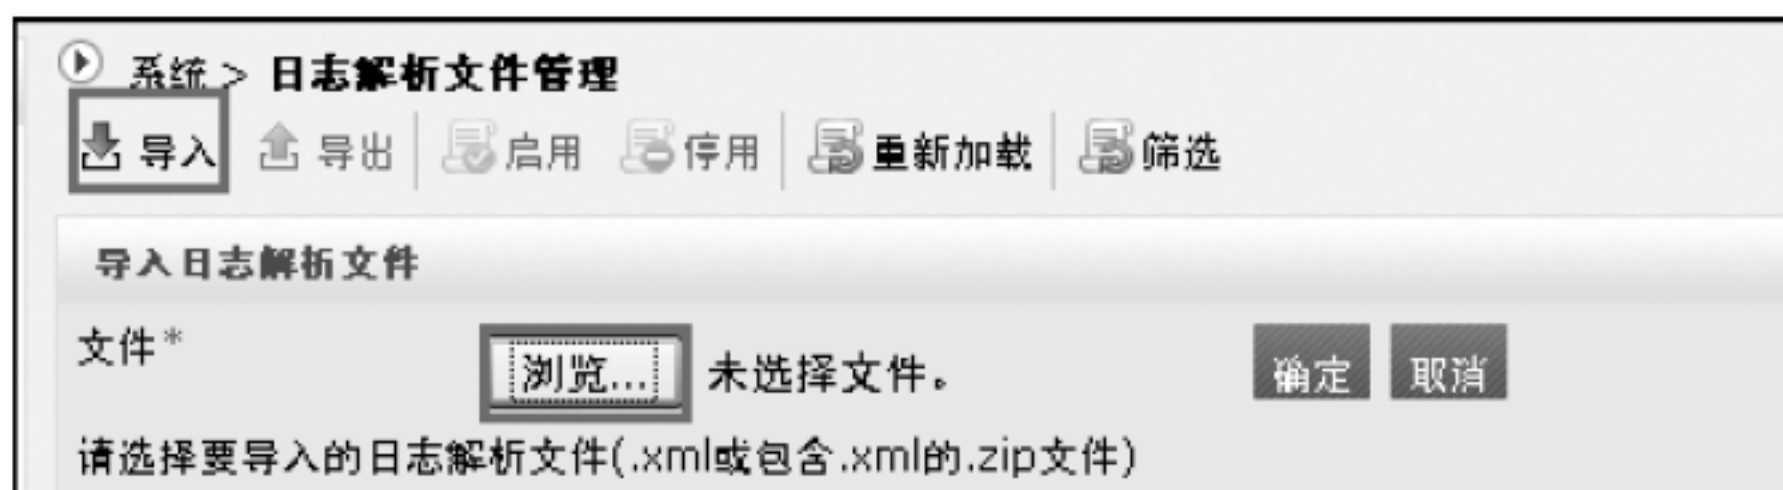 系统 > 日志解析文件管理
导入 导出 启用 停用 重新加载 筛选
导入日志解析文件
文件* 浏览... 未选择文件。 确定 取消
请选择要导入的日志解析文件(.xml或包含.xml的.zip文件)